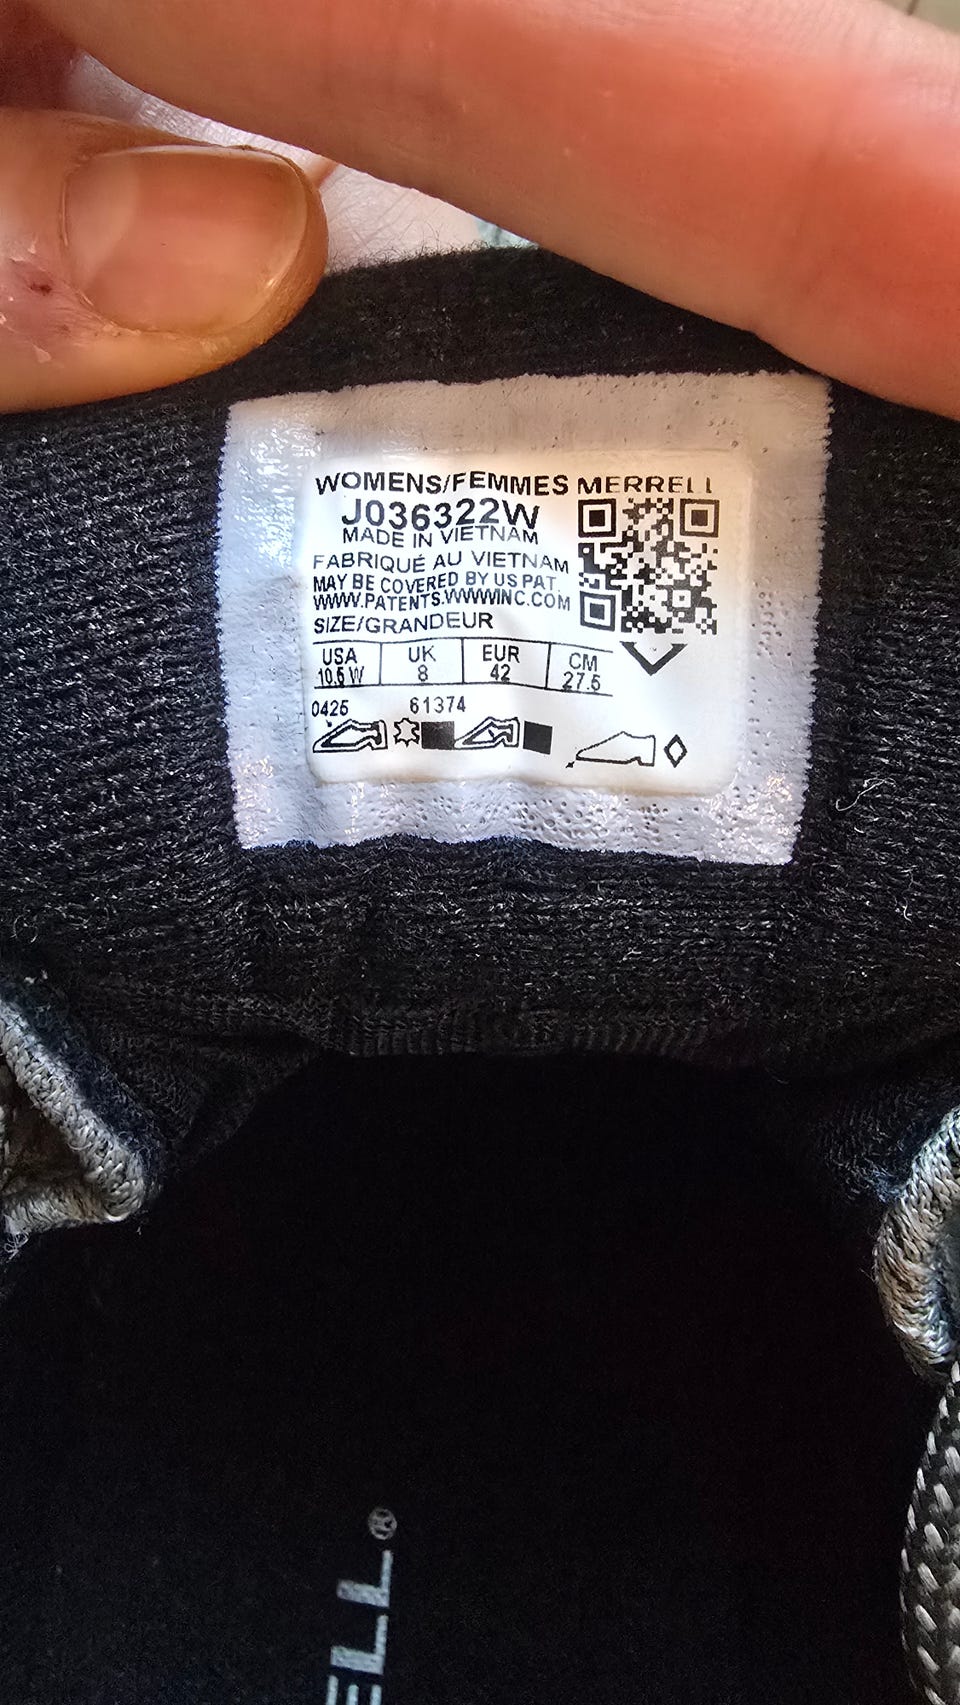 WOMENS/FEMMES MERRELL
J036322W
MADE IN VIETNAM
FABRIQUÉ AU VIETNAM
MAY BE COVERED BY US PAT.
WWW.PATENTS.WWWINC.COM
SIZE/GRANDEUR
USA UK EUR CM
10.5 W 8 42 27.5
0425 61374
ELL®